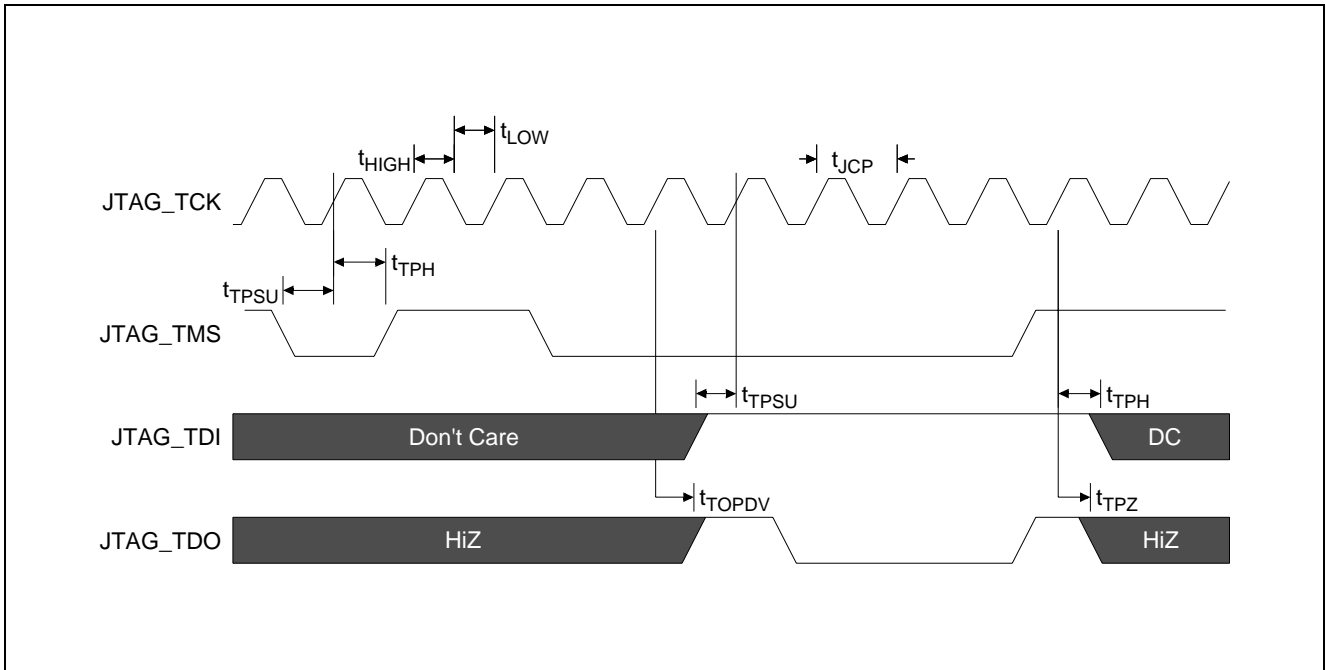 tLOW
tHIGH
tJCP
JTAG_TCK
tTPH
tTPSU
JTAG_TMS
tTPSU
tTPH
JTAG_TDI
Don't Care
DC
tTOPDV
tTPZ
JTAG_TDO
HiZ
HiZ